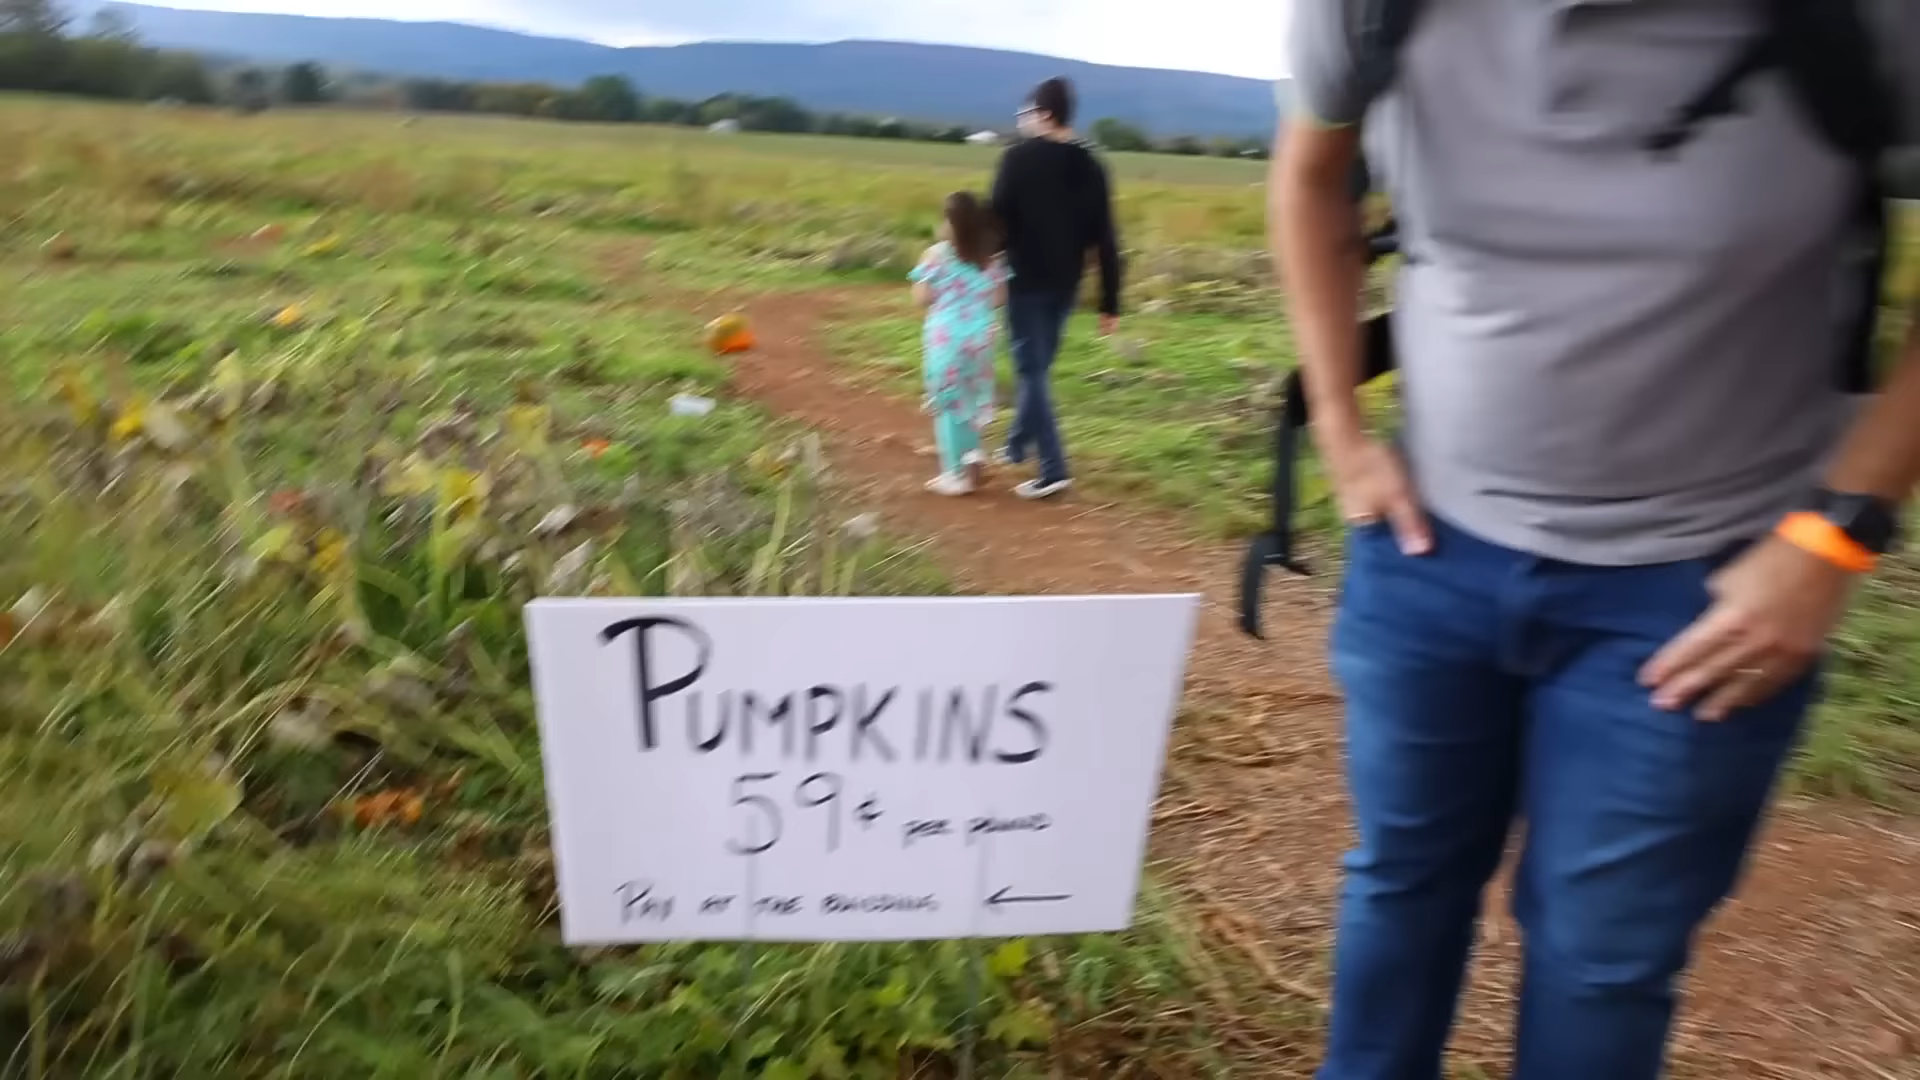 PUMPKINS
59¢ PER POUND
PAY AT THE BUILDING ←